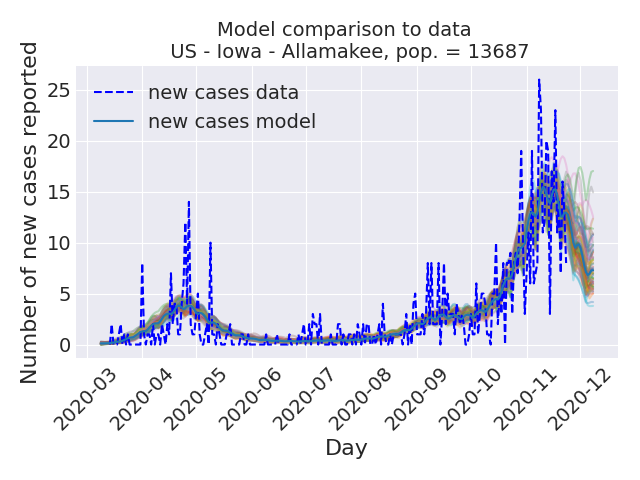 Model comparison to data
US - Iowa - Allamakee, pop. = 13687
Number of new cases reported
25
20
15
10
5
0
new cases data
new cases model
2020-03
2020-04
2020-05
2020-06
2020-07
2020-08
2020-09
2020-10
2020-11
2020-12
Day